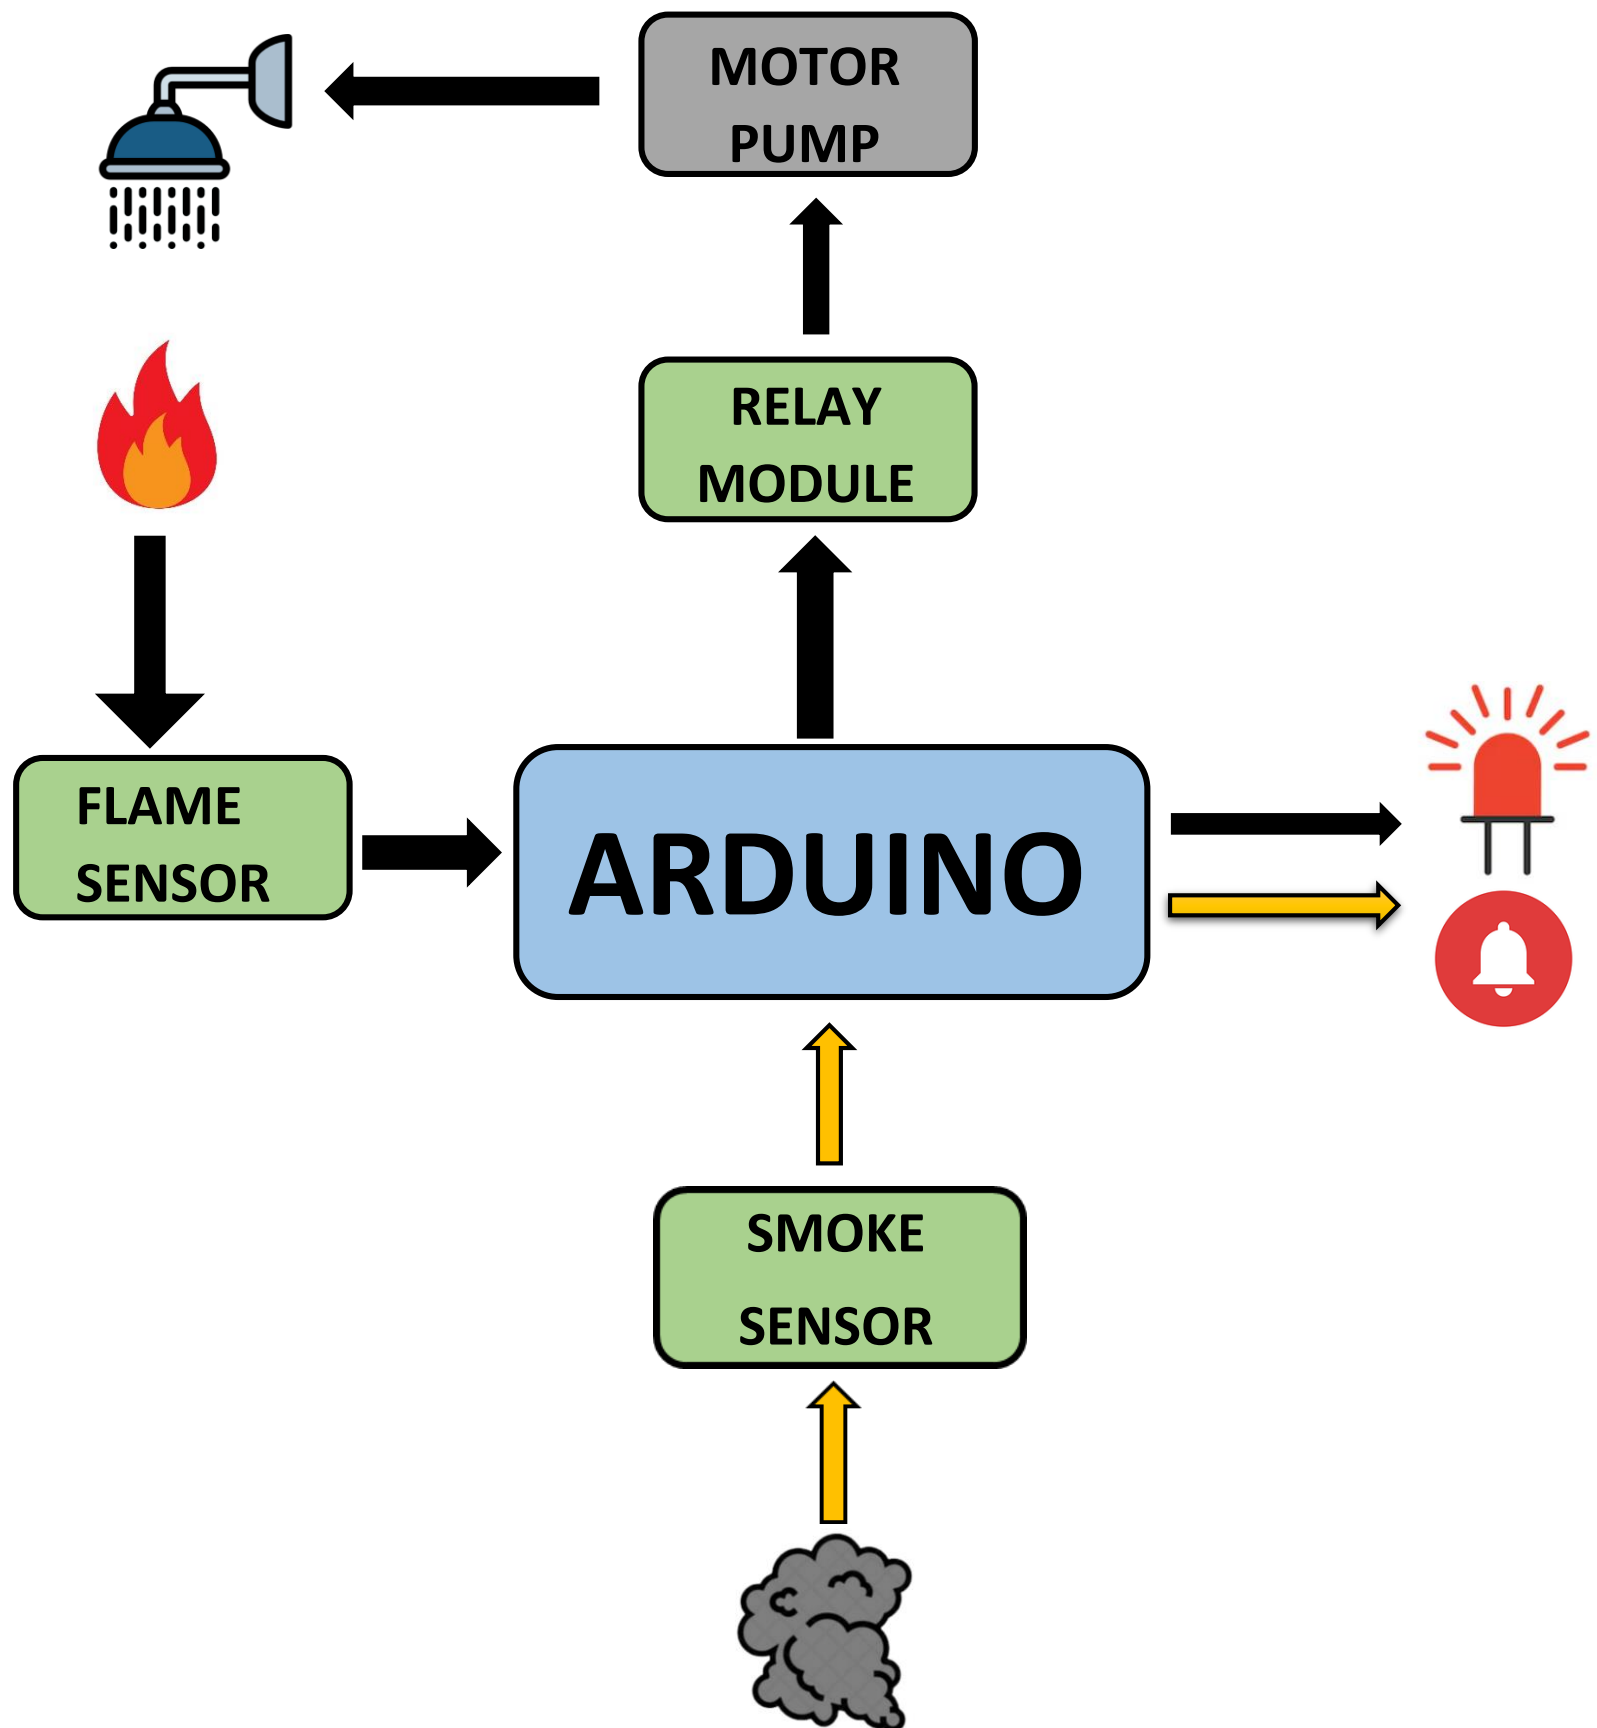 MOTOR
PUMP
RELAY
MODULE
FLAME
SENSOR
ARDUINO
SMOKE
SENSOR